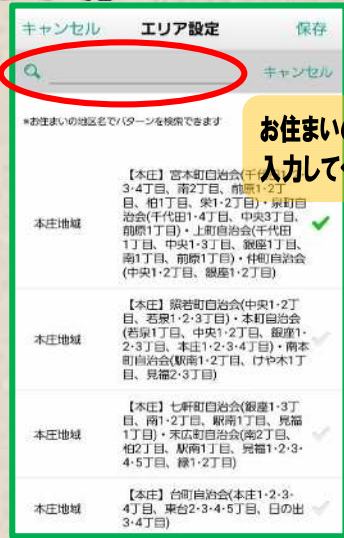 キャンセル エリア設定 保存
キャンセル
*お住まいの地区名でパターンを検索できます
お住まいの
入力して
本庄地域
【本庄】宮本町自治会(千代田
3･4丁目、南2丁目、前原1･2丁
目、柏1丁目、栄1･2丁目)・泉町自
治会(千代田1･4丁目、中央3丁目、
前原1丁目)・上町自治会(千代田
1丁目、中央1･3丁目、銀座1丁目、
南1丁目、前原1丁目)・仲町自治会
(中央1･2丁目、銀座1･2丁目)
本庄地域
【本庄】照若町自治会(中央1･2丁
目、若泉1･2･3丁目)・本町自治会
(若泉1丁目、中央1･2丁目、銀座1･
2･3丁目、本庄1･2･3･4丁目)・南本
町自治会(駅南1･2丁目、けや木1丁
目、見福2･3丁目)
本庄地域
【本庄】七軒町自治会(銀座1･3丁
目、南1･2丁目、駅南1丁目、見福
1丁目)・末広町自治会(南2丁目、
柏2丁目、駅南1丁目、見福1･2･3･
4･5丁目、緑1･2丁目)
本庄地域
【本庄】台町自治会(本庄1･2･3･
4丁目、東台2･3･4･5丁目、日の出
3･4丁目)